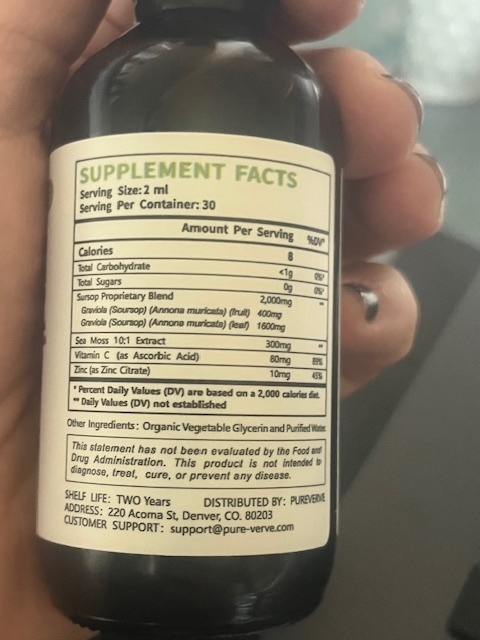 SUPPLEMENT FACTS
Serving Size: 2 ml
Serving Per Container: 30
Amount Per Serving %DV*
Calories 8
Total Carbohydrate <1g 0%*
Total Sugars 0g 0%*
Sursop Proprietary Blend 2,000mg **
Graviola (Soursop) (Annona muricata) (fruit) 400mg
Graviola (Soursop) (Annona muricata) (leaf) 1600mg
Sea Moss 10:1 Extract 300mg **
Vitamin C (as Ascorbic Acid) 80mg 89%
Zinc (as Zinc Citrate) 10mg 45%
* Percent Daily Values (DV) are based on a 2,000 calories diet.
** Daily Values (DV) not established
Other Ingredients: Organic Vegetable Glycerin and Purified Water
This statement has not been evaluated by the Food and
Drug Administration. This product is not intended to
diagnose, treat, cure, or prevent any disease.
SHELF LIFE: TWO Years DISTRIBUTED BY: PUREVERVE
ADDRESS: 220 Acoma St, Denver, CO. 80203
CUSTOMER SUPPORT: support@pure-verve.com